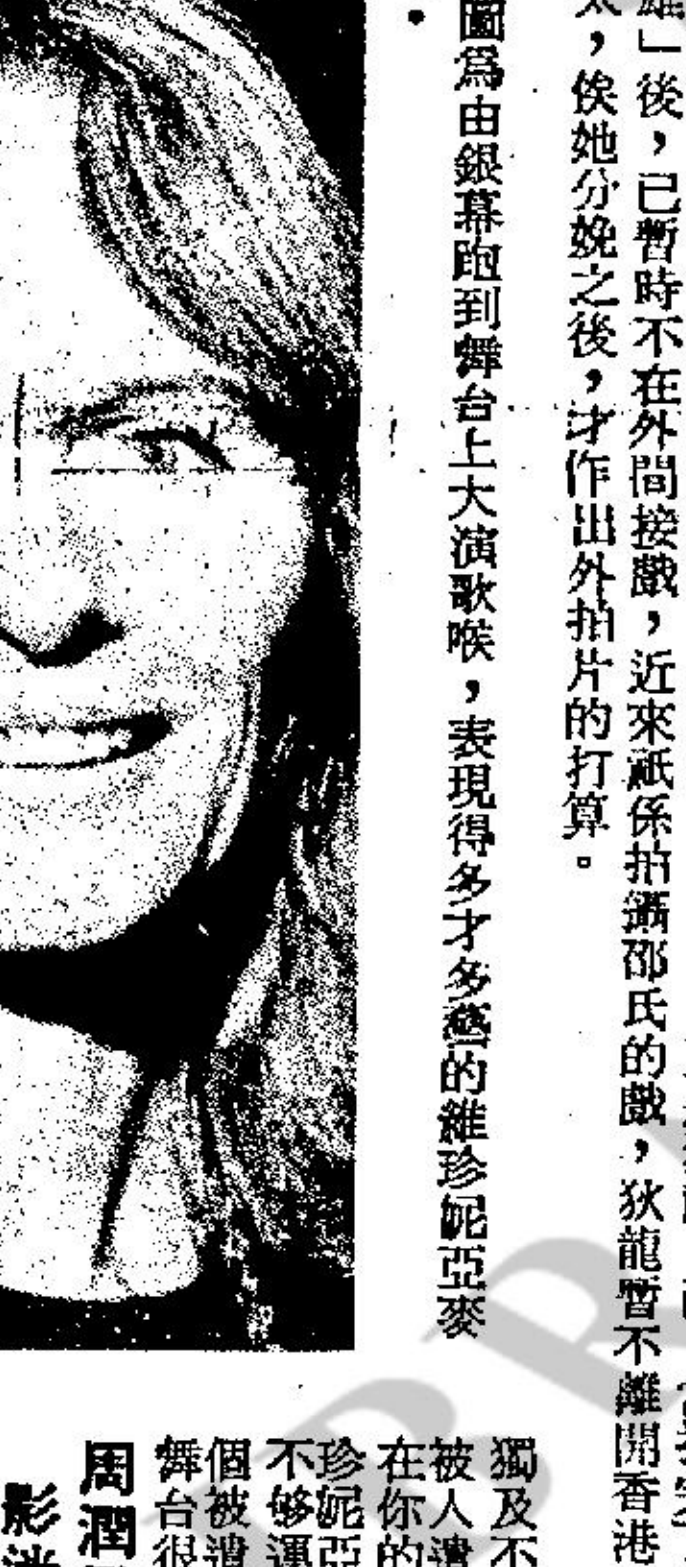 雄」後，已暫時不在外間接戲，近來祇係拍攝邵氏的戲，狄龍暫不離開香港
太，俟她分娩之後，才作出外拍片的打算。
圖爲由銀幕跑到舞台上大演歌喉，表現得多才多藝的維珍妮亞麥
獨及不
被人遺
在你的
珍妮亞
不够運
個被遺
舞台很
周潤
影迷